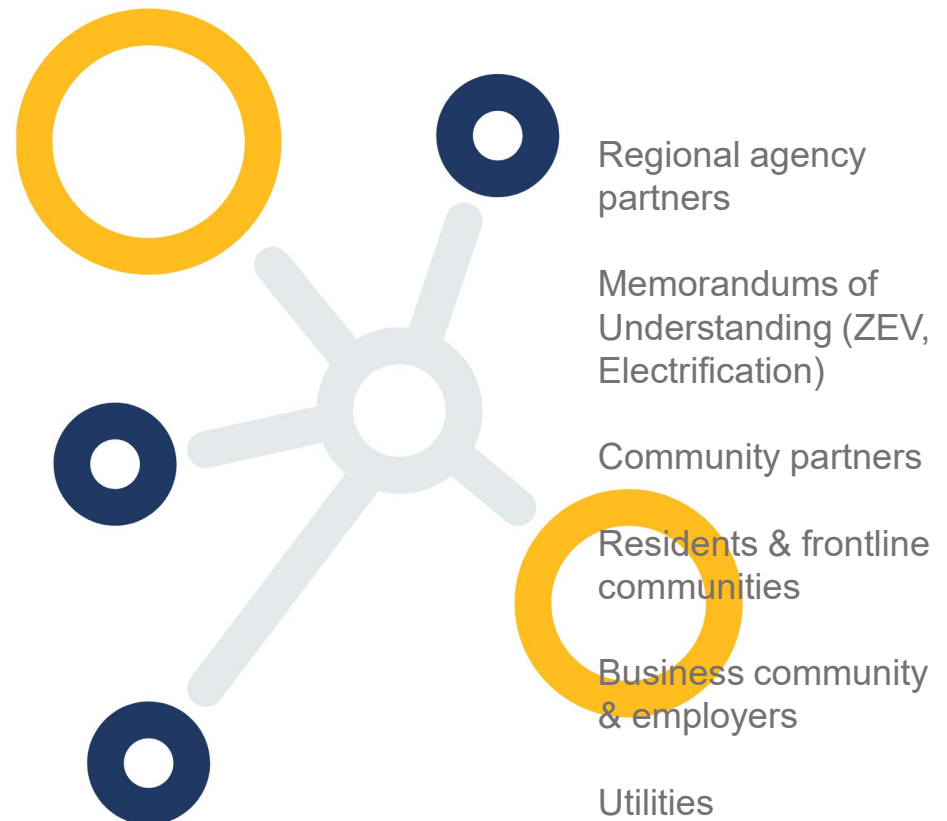 Regional agency
partners
Memorandums of
Understanding (ZEV,
Electrification)
Community partners
Residents & frontline
communities
Business community
& employers
Utilities